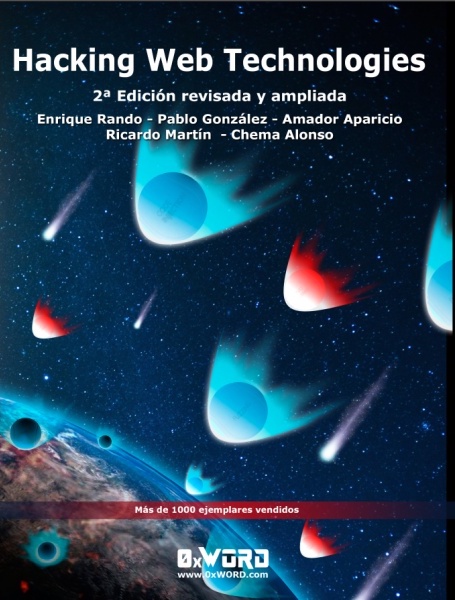 Hacking Web Technologies
2ª Edición revisada y ampliada
Enrique Rando - Pablo González - Amador Aparicio
Ricardo Martín - Chema Alonso
Más de 1000 ejemplares vendidos
0xWORD
www.0xWORD.com